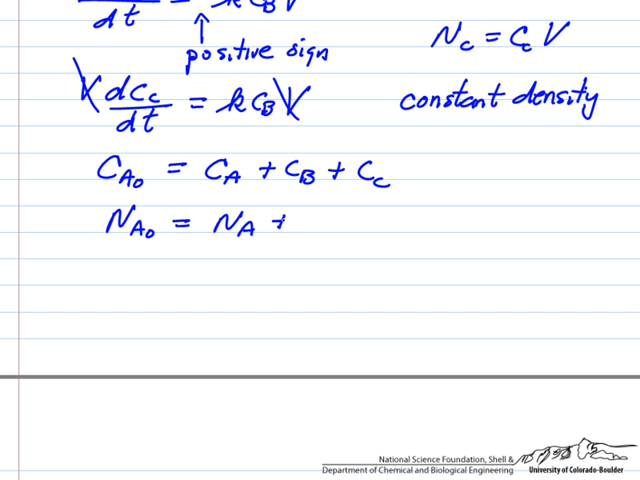 dt
= k C_B V
positive sign
N_C = C_C V
V dC_C/dt = k C_B V
constant density
C_A0 = C_A + C_B + C_C
N_A0 = N_A +
National Science Foundation, Shell &
Department of Chemical and Biological Engineering
University of Colorado-Boulder